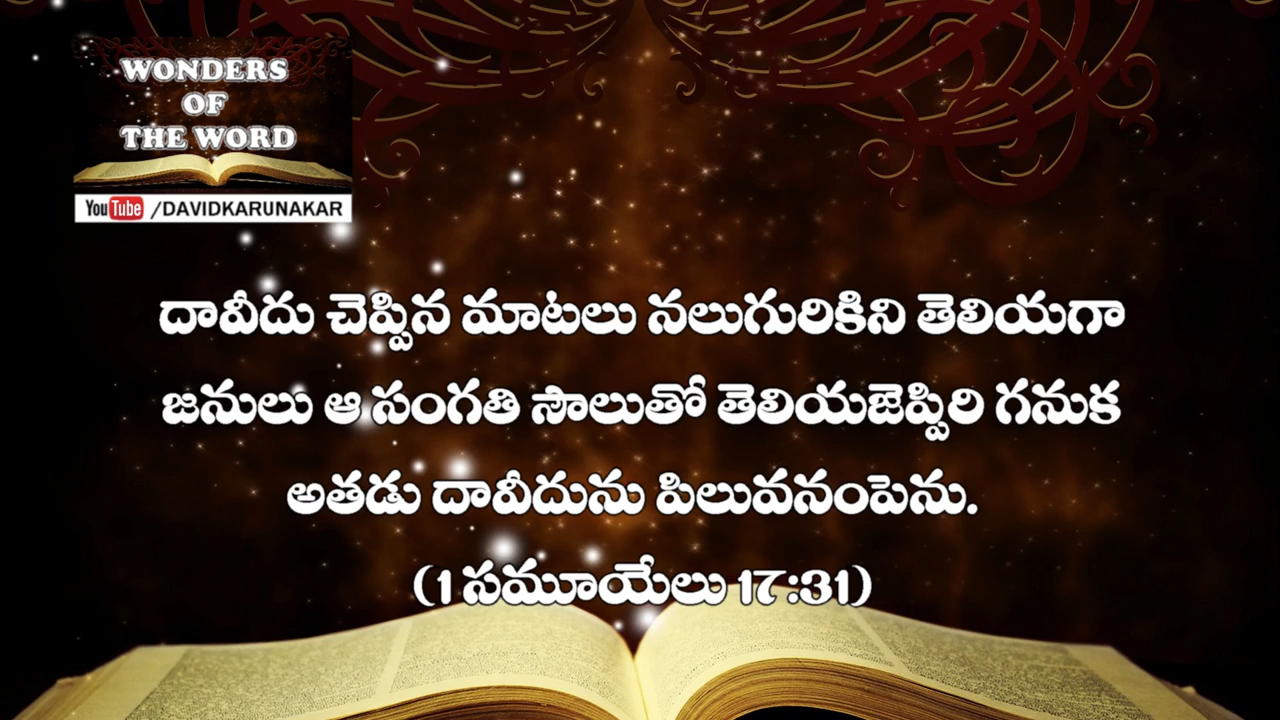 WONDERS
OF
THE WORD
YouTube /DAVIDKARUNAKAR
దావీదు చెప్పిన మాటలు నలుగురికిని తెలియగా
జనులు ఆ సంగతి సౌలుతో తెలియజెప్పిరి గనుక
అతడు దావీదును పిలువనంపెను.
(1 సమూయేలు 17:31)